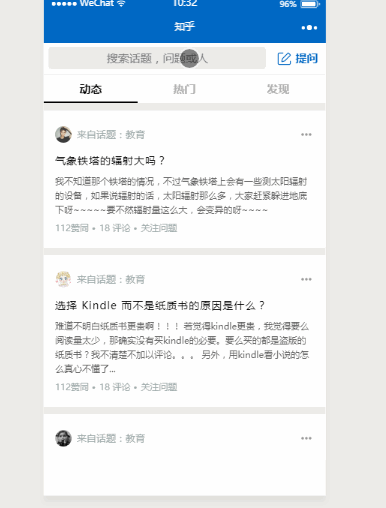 WeChat 10:32 96%
知乎
搜索话题，问题或人 提问
动态 热门 发现
来自话题：教育
气象铁塔的辐射大吗？
我不知道那个铁塔的情况，不过气象铁塔上会有一些测太阳辐射
的设备，如果说辐射的话，太阳辐射那么多，大家赶紧躲进地底
下呀~~~~~要不然辐射量这么大，会变异的呀~~~~
112赞同 • 18 评论 • 关注问题
来自话题：教育
选择 Kindle 而不是纸质书的原因是什么？
难道不明白纸质书更贵啊！！！ 若觉得kindle更贵，我觉得要么
阅读量太少，那确实没有买kindle的必要。要么买的都是盗版的
纸质书？我不清楚不加以评论。。。 另外，用kindle看小说的怎
么真心不懂了...
112赞同 • 18 评论 • 关注问题
来自话题：教育